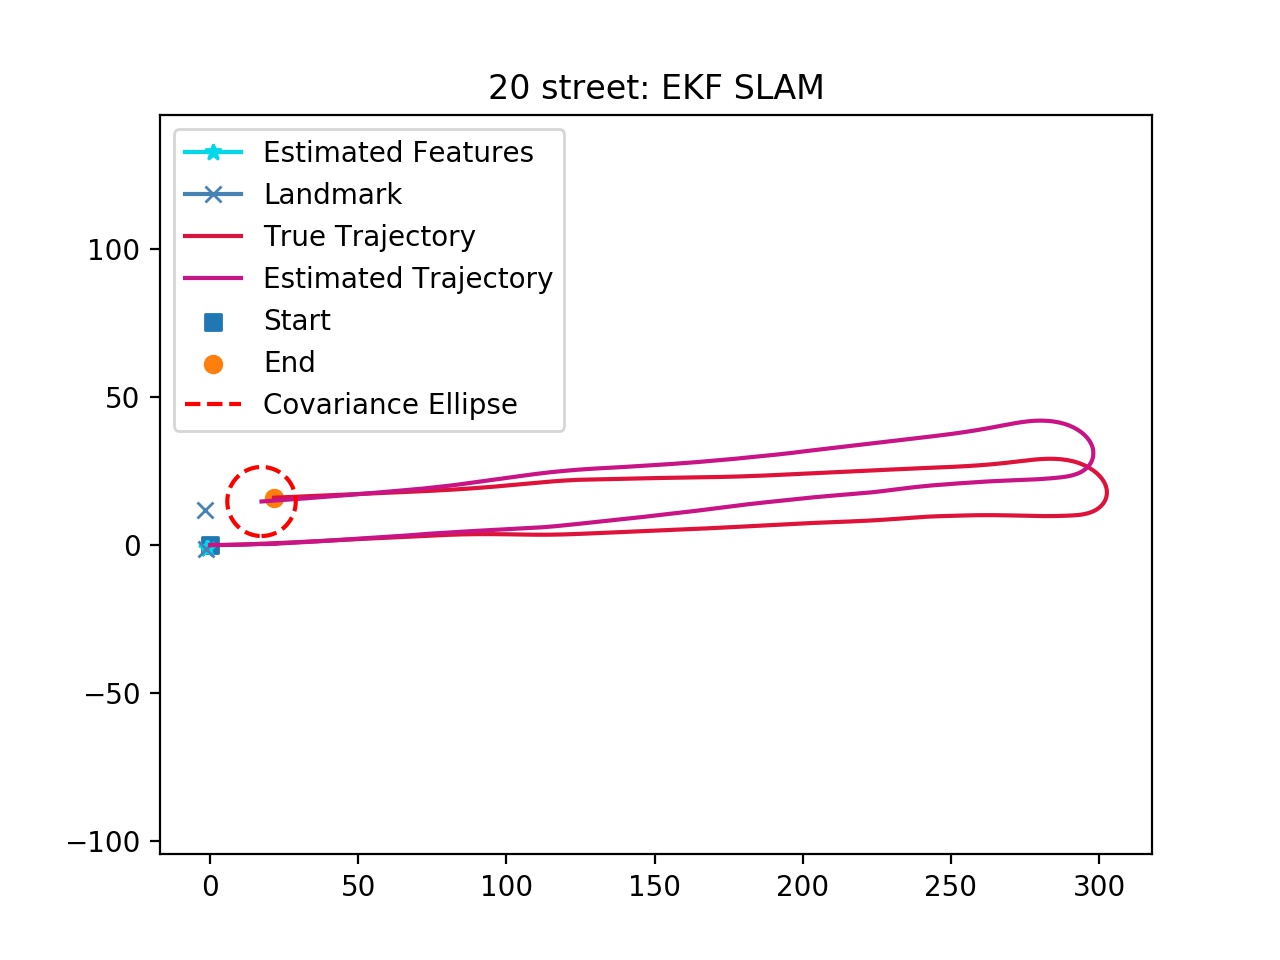 20 street: EKF SLAM
Estimated Features
Landmark
True Trajectory
Estimated Trajectory
Start
End
Covariance Ellipse
100
50
0
−50
−100
0 50 100 150 200 250 300